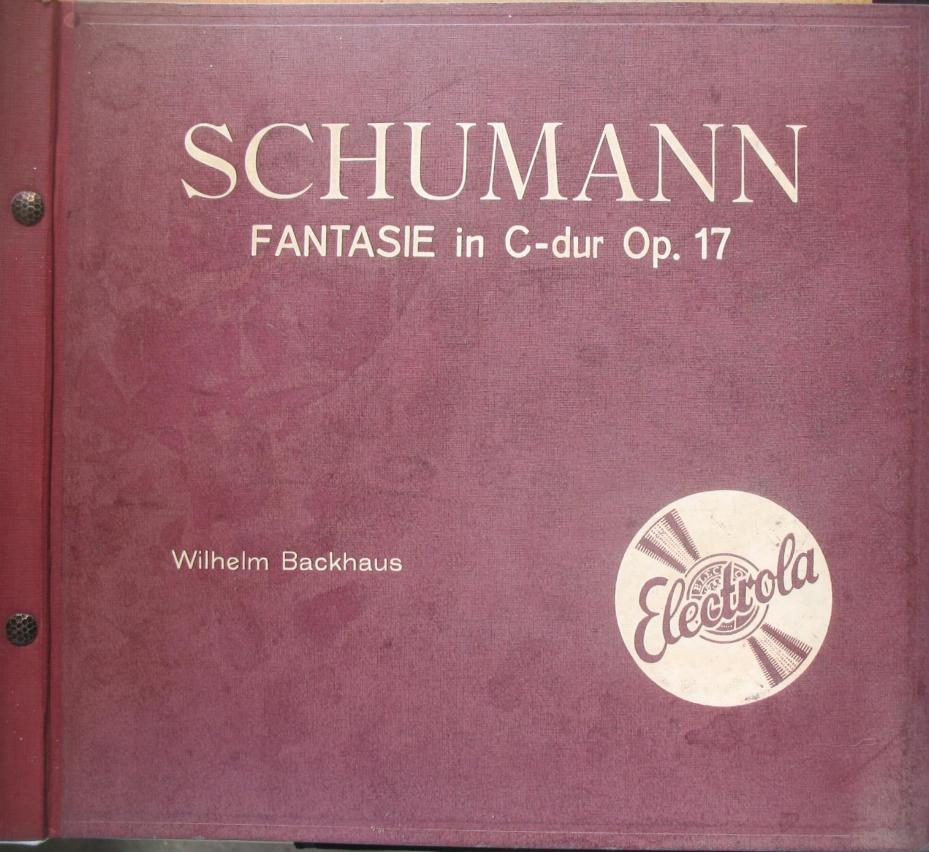 SCHUMANN
FANTASIE in C-dur Op. 17
Wilhelm Backhaus
Electrola